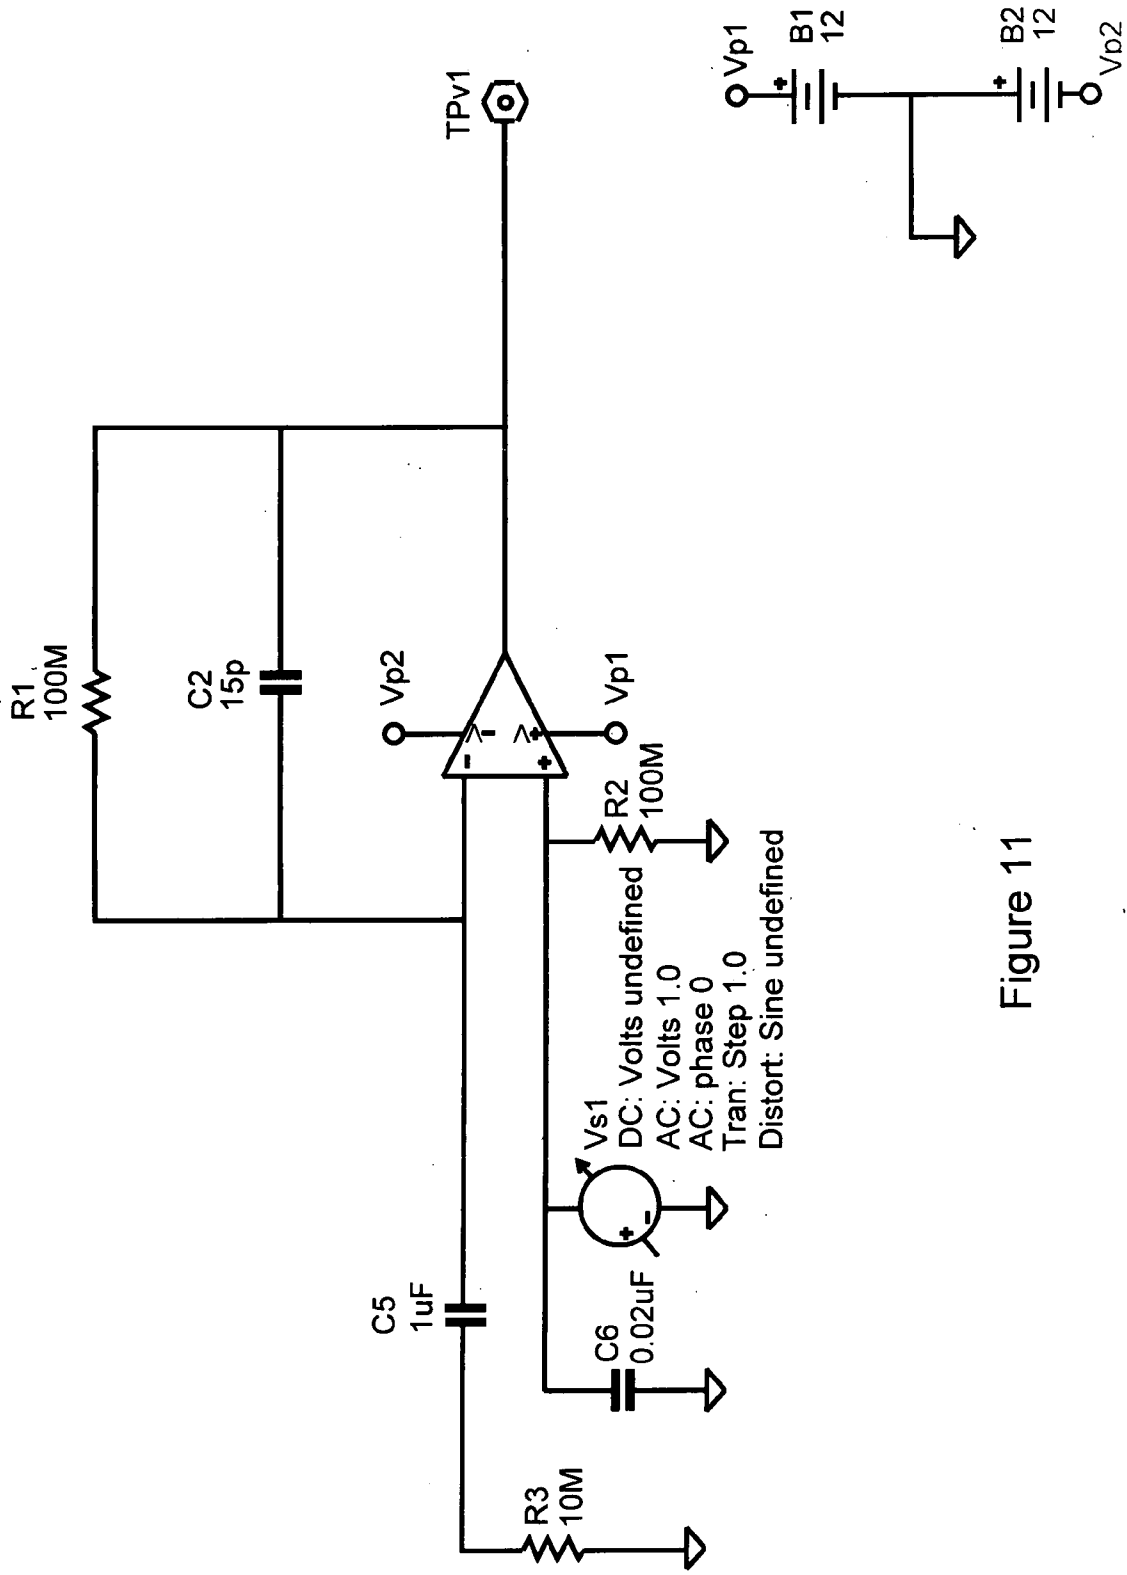 R1
100M
C2
15p
Vp2
TPv1
C5
1uF
V-
V+
-
+
Vp1
R2
100M
R3
10M
C6
0.02uF
+
-
Vs1
DC: Volts undefined
AC: Volts 1.0
AC: phase 0
Tran: Step 1.0
Distort: Sine undefined
Vp1
+
B1
12
+
B2
12
Vp2
Figure 11